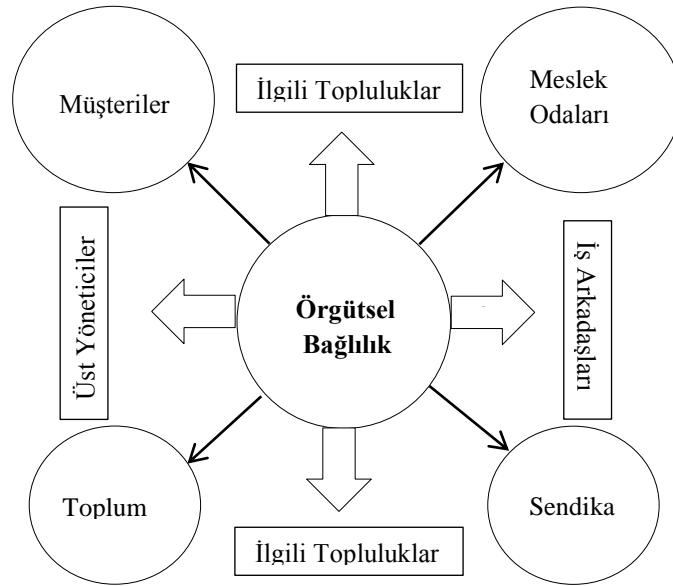 Müşteriler
İlgili Topluluklar
Meslek
Odaları
Üst Yöneticiler
Örgütsel
Bağlılık
İş Arkadaşları
Toplum
İlgili Topluluklar
Sendika